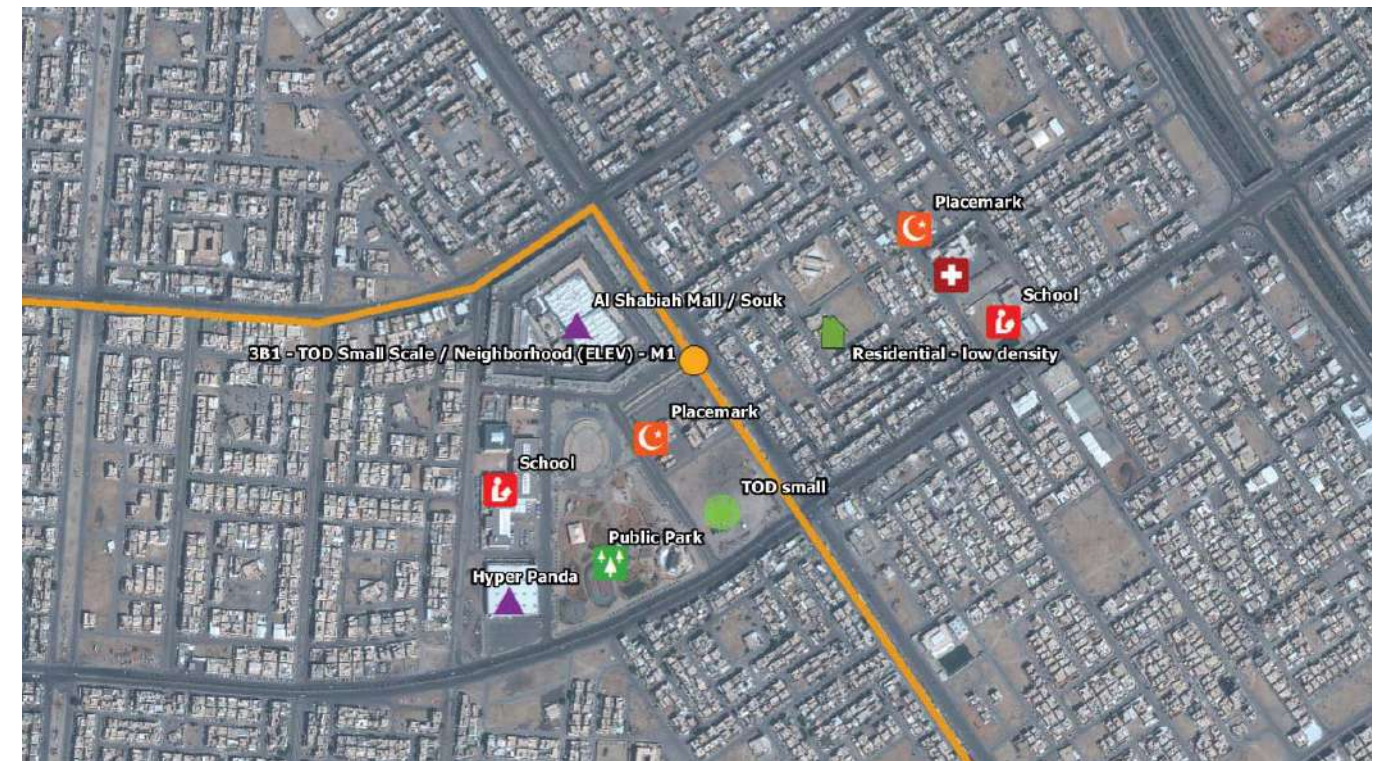 Placemark
School
Al Shabiah Mall / Souk
3B1 - TOD Small Scale / Neighborhood (ELEV) - M1
Residential - low density
Placemark
School
TOD small
Public Park
Hyper Panda